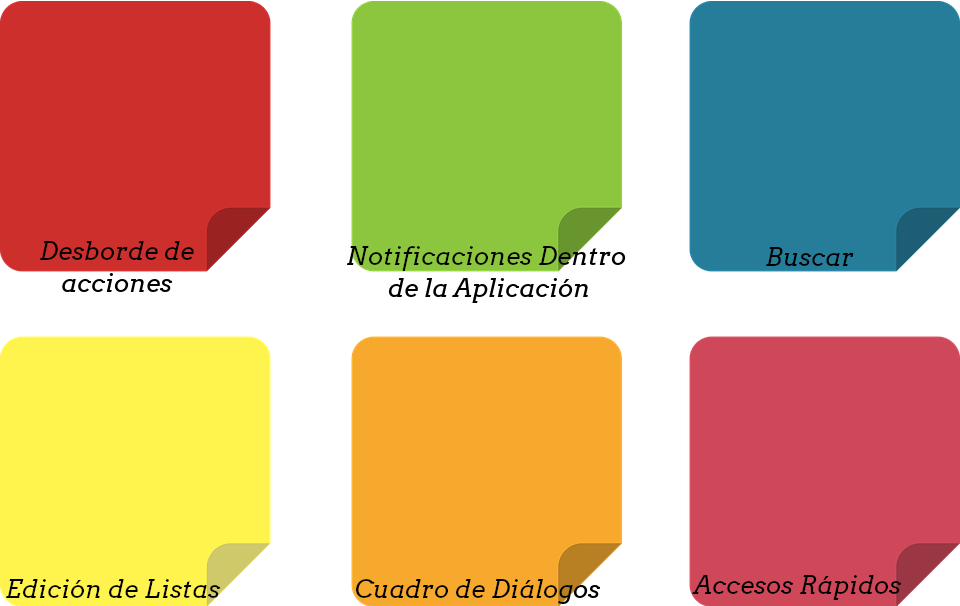 Desborde de
acciones
Notificaciones Dentro
de la Aplicación
Buscar
Edición de Listas
Cuadro de Diálogos
Accesos Rápidos